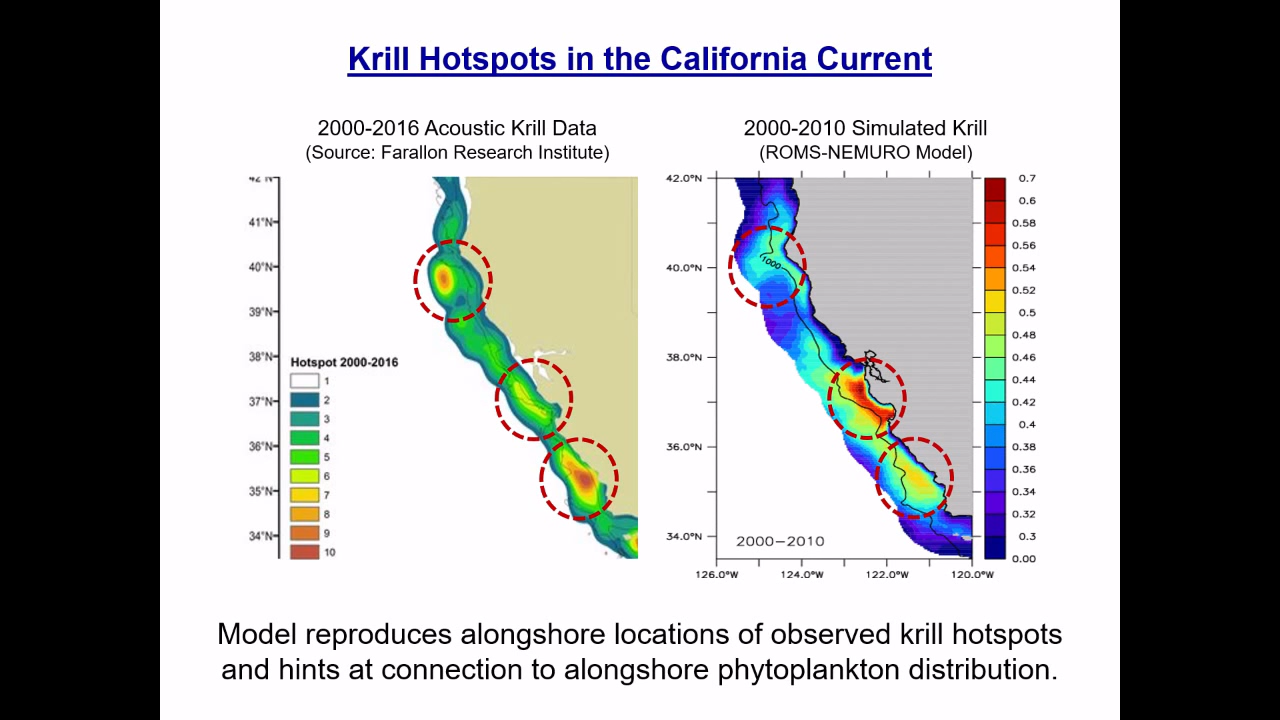 Krill Hotspots in the California Current
2000-2016 Acoustic Krill Data
(Source: Farallon Research Institute)
42°N
41°N
40°N
39°N
38°N
37°N
36°N
35°N
34°N
Hotspot 2000-2016
1
2
3
4
5
6
7
8
9
10
2000-2010 Simulated Krill
(ROMS-NEMURO Model)
42.0°N
40.0°N
38.0°N
36.0°N
34.0°N
1000
2000-2010
126.0°W 124.0°W 122.0°W 120.0°W
0.7
0.6
0.58
0.56
0.54
0.52
0.5
0.48
0.46
0.44
0.42
0.4
0.38
0.36
0.34
0.32
0.3
0.00
Model reproduces alongshore locations of observed krill hotspots
and hints at connection to alongshore phytoplankton distribution.